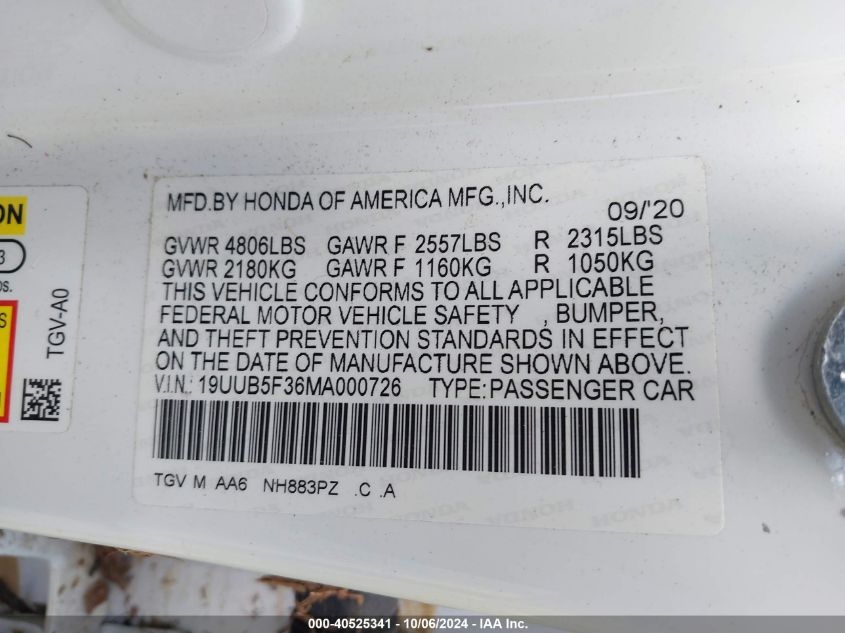 MFD.BY HONDA OF AMERICA MFG.,INC.
09/'20
GVWR 4806LBS GAWR F 2557LBS R 2315LBS
GVWR 2180KG GAWR F 1160KG R 1050KG
THIS VEHICLE CONFORMS TO ALL APPLICABLE
FEDERAL MOTOR VEHICLE SAFETY , BUMPER,
AND THEFT PREVENTION STANDARDS IN EFFECT
ON THE DATE OF MANUFACTURE SHOWN ABOVE.
V.I.N.: 19UUB5F36MA000726 TYPE:PASSENGER CAR
TGV M AA6 NH883PZ .C .A
TGV-A0
000-40525341 - 10/06/2024 - IAA Inc.